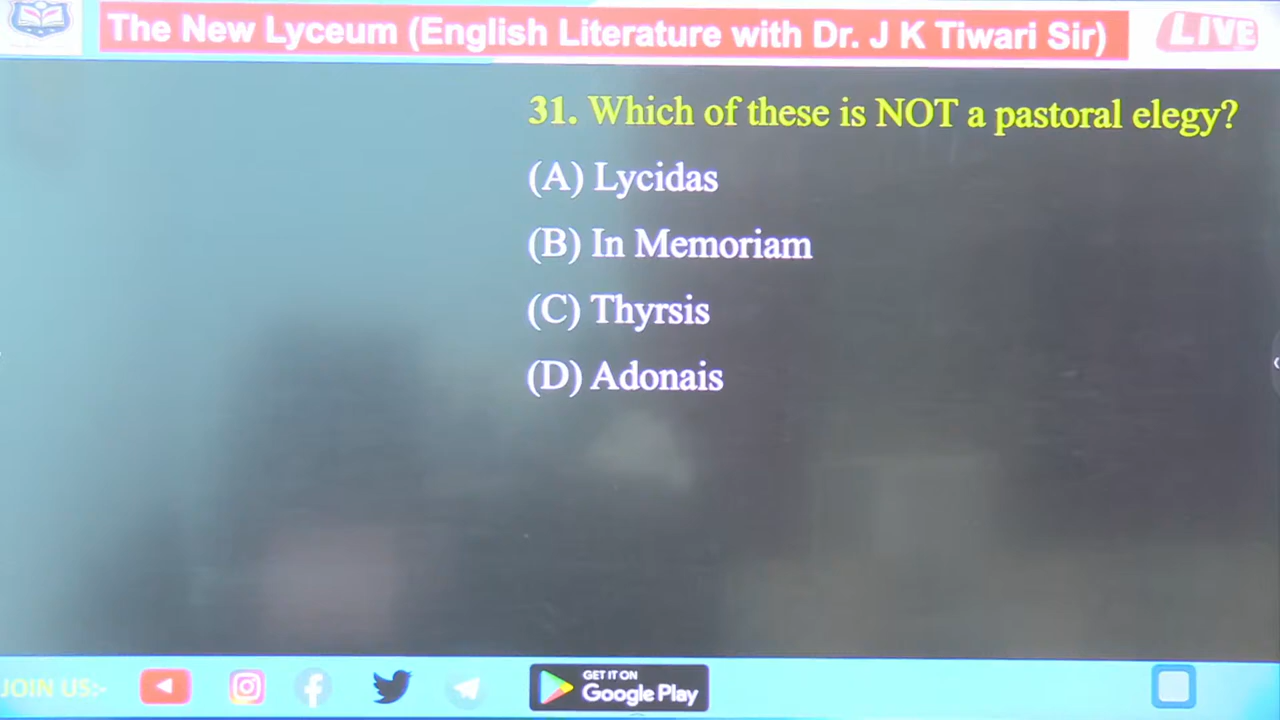 The New Lyceum (English Literature with Dr. J K Tiwari Sir)
LIVE
31. Which of these is NOT a pastoral elegy?
(A) Lycidas
(B) In Memoriam
(C) Thyrsis
(D) Adonais
JOIN US:-
GET IT ON
Google Play